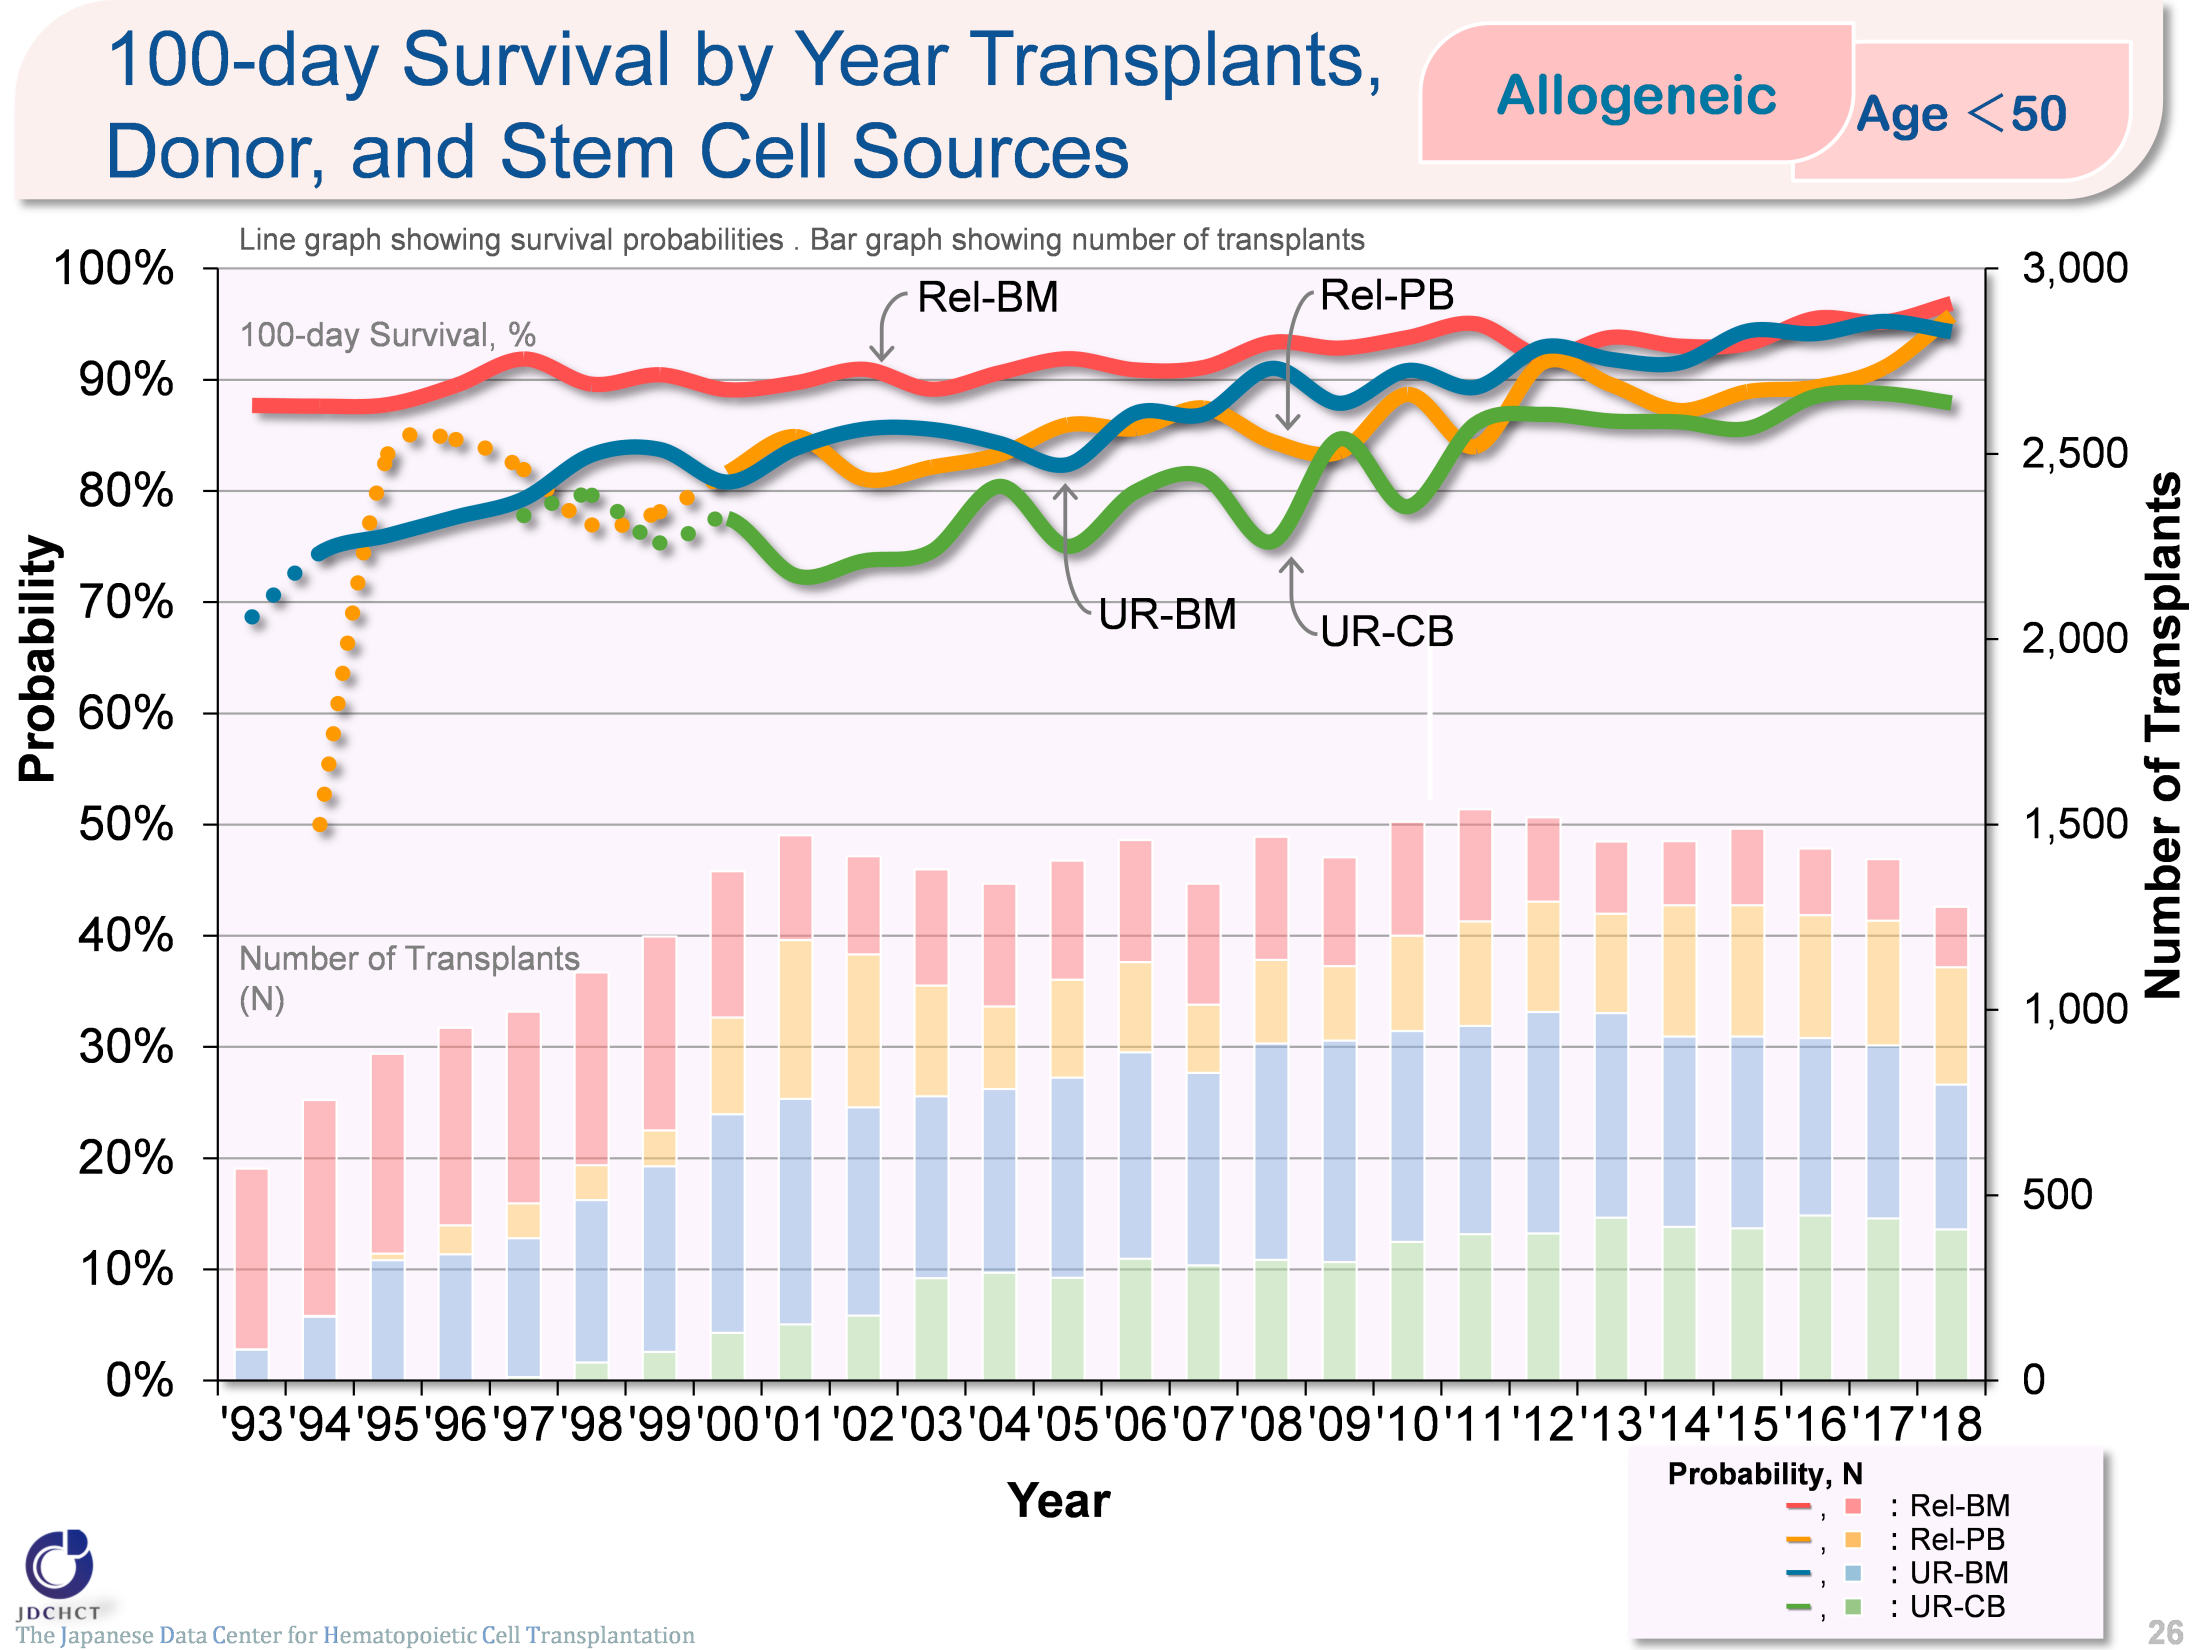 100-day Survival by Year Transplants,
Donor, and Stem Cell Sources
Allogeneic
Age <50
Line graph showing survival probabilities . Bar graph showing number of transplants
100-day Survival, %
Rel-BM
Rel-PB
UR-BM
UR-CB
Number of Transplants
(N)
Probability
100%
90%
80%
70%
60%
50%
40%
30%
20%
10%
0%
3,000
2,500
2,000
1,500
1,000
500
0
Number of Transplants
'93 '94 '95 '96 '97 '98 '99 '00 '01 '02 '03 '04 '05 '06 '07 '08 '09 '10 '11 '12 '13 '14 '15 '16 '17 '18
Year
Probability, N
, : Rel-BM
, : Rel-PB
, : UR-BM
, : UR-CB
JDCHCT
The Japanese Data Center for Hematopoietic Cell Transplantation
26